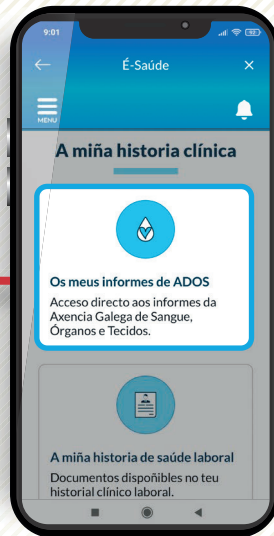 9:01
É-Saúde
MENU
A miña historia clínica
Os meus informes de ADOS
Acceso directo aos informes da
Axencia Galega de Sangue,
Órganos e Tecidos.
A miña historia de saúde laboral
Documentos dispoñibles no teu
historial clínico laboral.